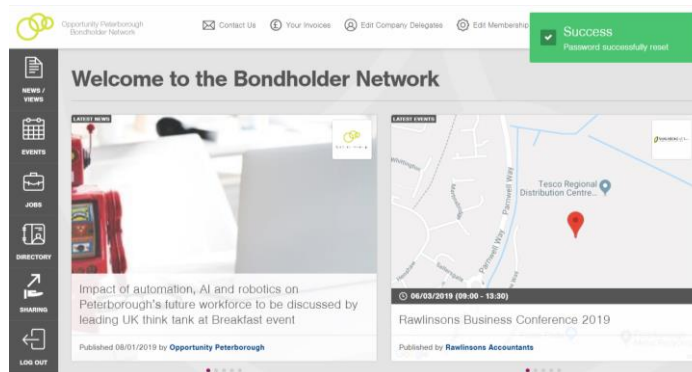 Opportunity Peterborough
Bondholder Network
Contact Us
Your Invoices
Edit Company Delegates
Edit Membership
Success
Password successfully reset
NEWS /
VIEWS
EVENTS
JOBS
DIRECTORY
SHARING
LOG OUT
Welcome to the Bondholder Network
LATEST NEWS
Impact of automation, AI and robotics on
Peterborough's future workforce to be discussed by
leading UK think tank at Breakfast event
Published 08/01/2019 by Opportunity Peterborough
LATEST EVENTS
Parnwell Way
Parnwell Way
Tesco Regional
Distribution Centre...
06/03/2019 (09:00 - 13:30)
Rawlinsons Business Conference 2019
Published by Rawlinsons Accountants